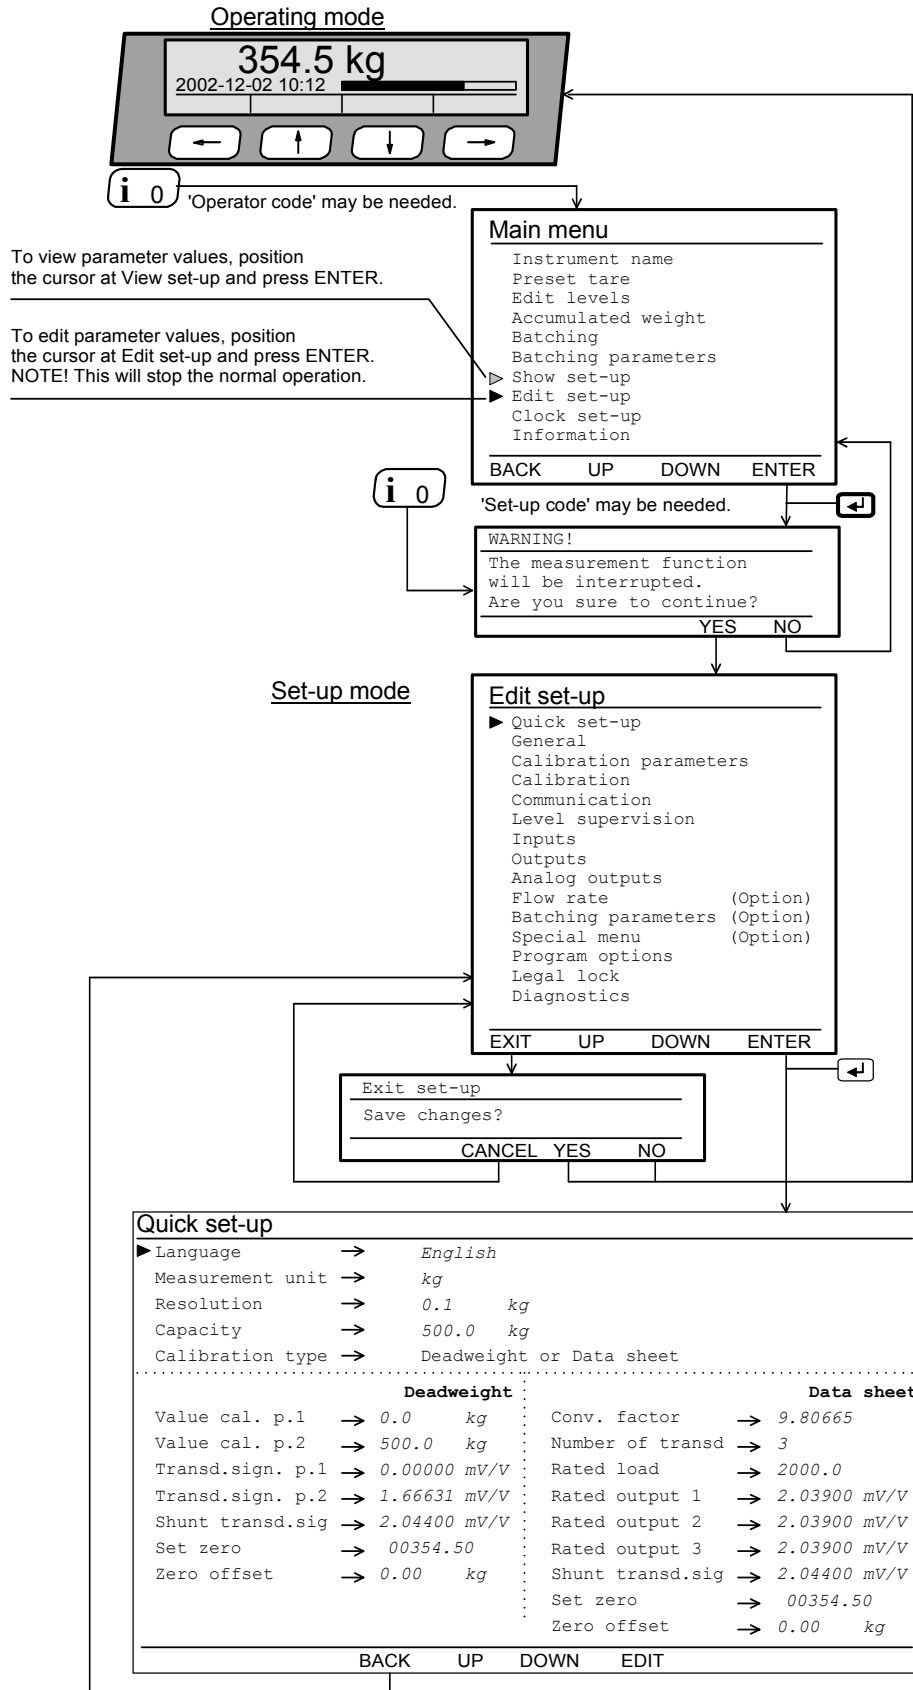 Operating mode
354.5 kg
2002-12-02 10:12
i 0
'Operator code' may be needed.
Main menu
Instrument name
Preset tare
Edit levels
Accumulated weight
Batching
Batching parameters
Show set-up
Edit set-up
Clock set-up
Information
BACK UP DOWN ENTER
To view parameter values, position
the cursor at View set-up and press ENTER.
To edit parameter values, position
the cursor at Edit set-up and press ENTER.
NOTE! This will stop the normal operation.
i 0
'Set-up code' may be needed.
WARNING!
The measurement function
will be interrupted.
Are you sure to continue?
YES NO
Set-up mode
Edit set-up
Quick set-up
General
Calibration parameters
Calibration
Communication
Level supervision
Inputs
Outputs
Analog outputs
Flow rate (Option)
Batching parameters (Option)
Special menu (Option)
Program options
Legal lock
Diagnostics
EXIT UP DOWN ENTER
Exit set-up
Save changes?
CANCEL YES NO
Quick set-up
Language → English
Measurement unit → kg
Resolution → 0.1 kg
Capacity → 500.0 kg
Calibration type → Deadweight or Data sheet
Deadweight
Value cal. p.1 → 0.0 kg
Value cal. p.2 → 500.0 kg
Transd.sign. p.1 → 0.00000 mV/V
Transd.sign. p.2 → 1.66631 mV/V
Shunt transd.sig → 2.04400 mV/V
Set zero → 00354.50
Zero offset → 0.00 kg
Data sheet
Conv. factor → 9.80665
Number of transd → 3
Rated load → 2000.0
Rated output 1 → 2.03900 mV/V
Rated output 2 → 2.03900 mV/V
Rated output 3 → 2.03900 mV/V
Shunt transd.sig → 2.04400 mV/V
Set zero → 00354.50
Zero offset → 0.00 kg
BACK UP DOWN EDIT